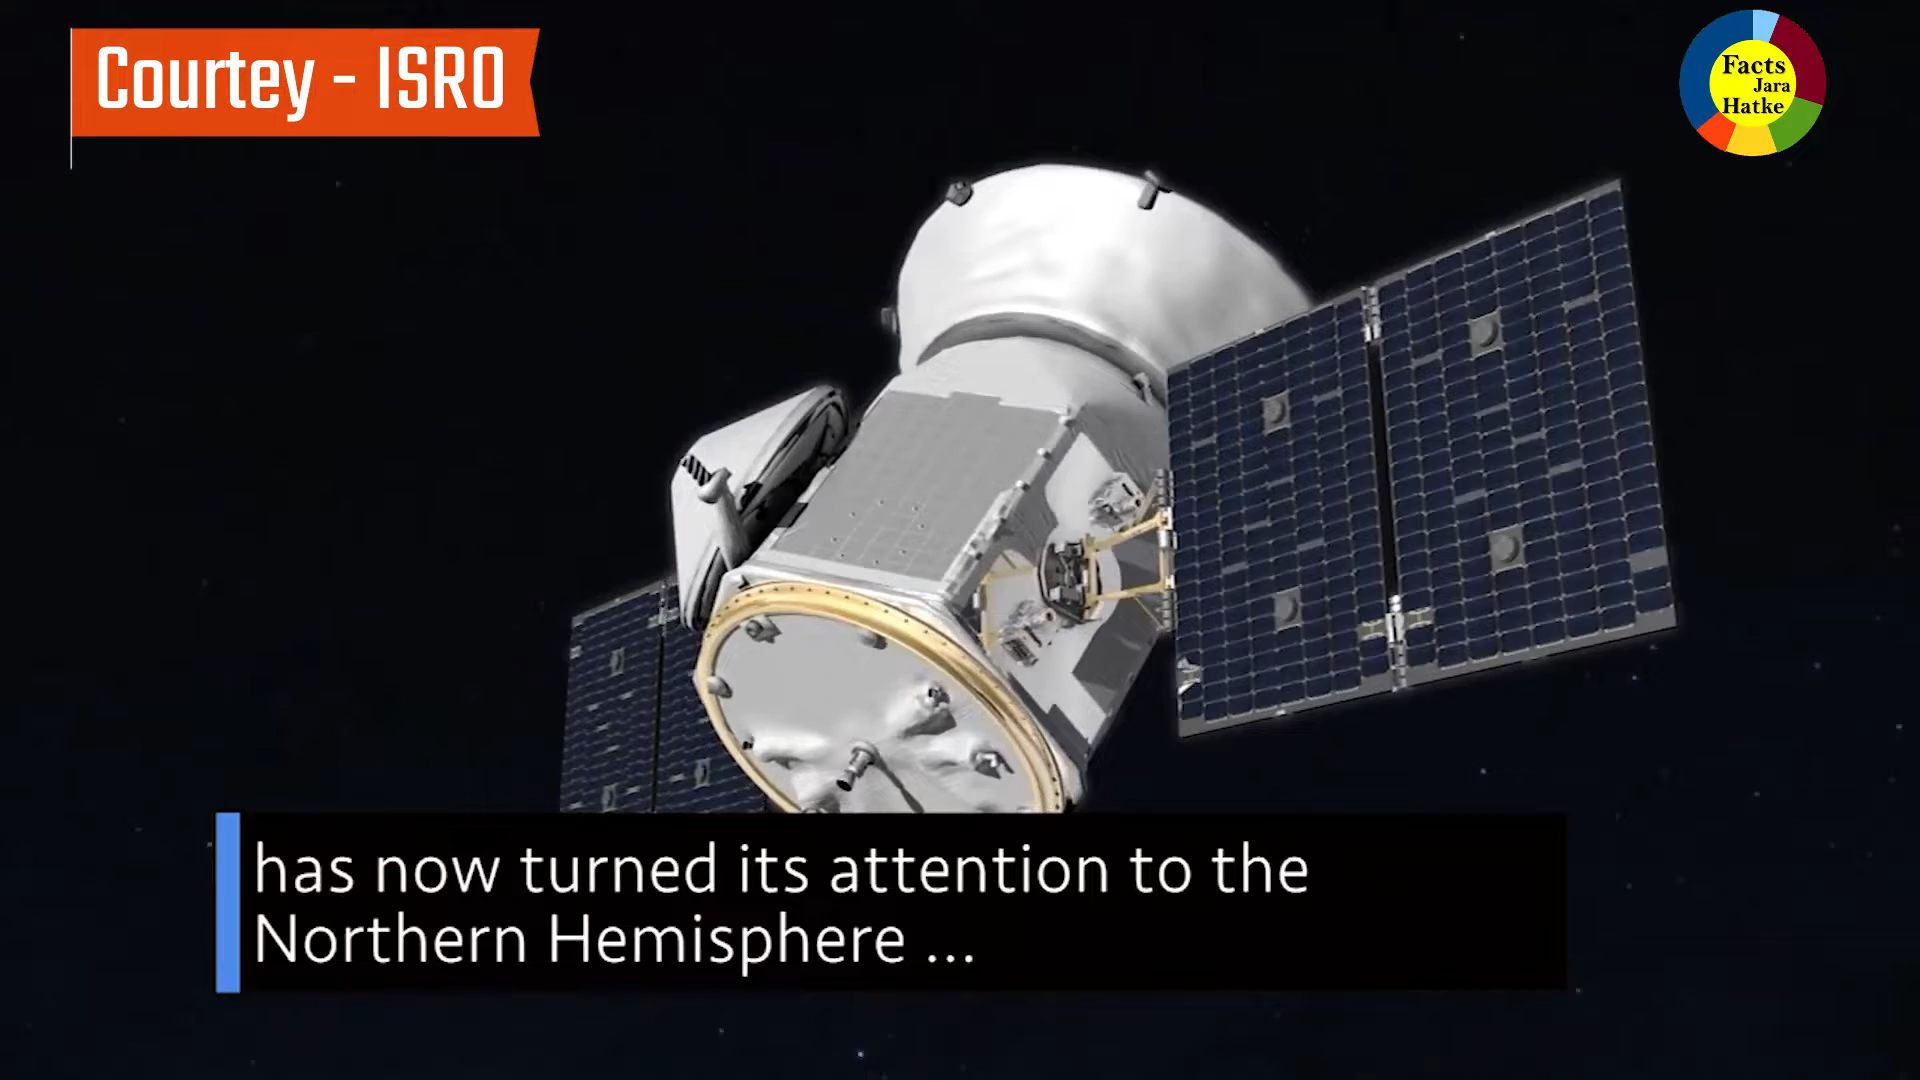 Courtey - ISRO
Facts
Jara
Hatke
has now turned its attention to the
Northern Hemisphere ...